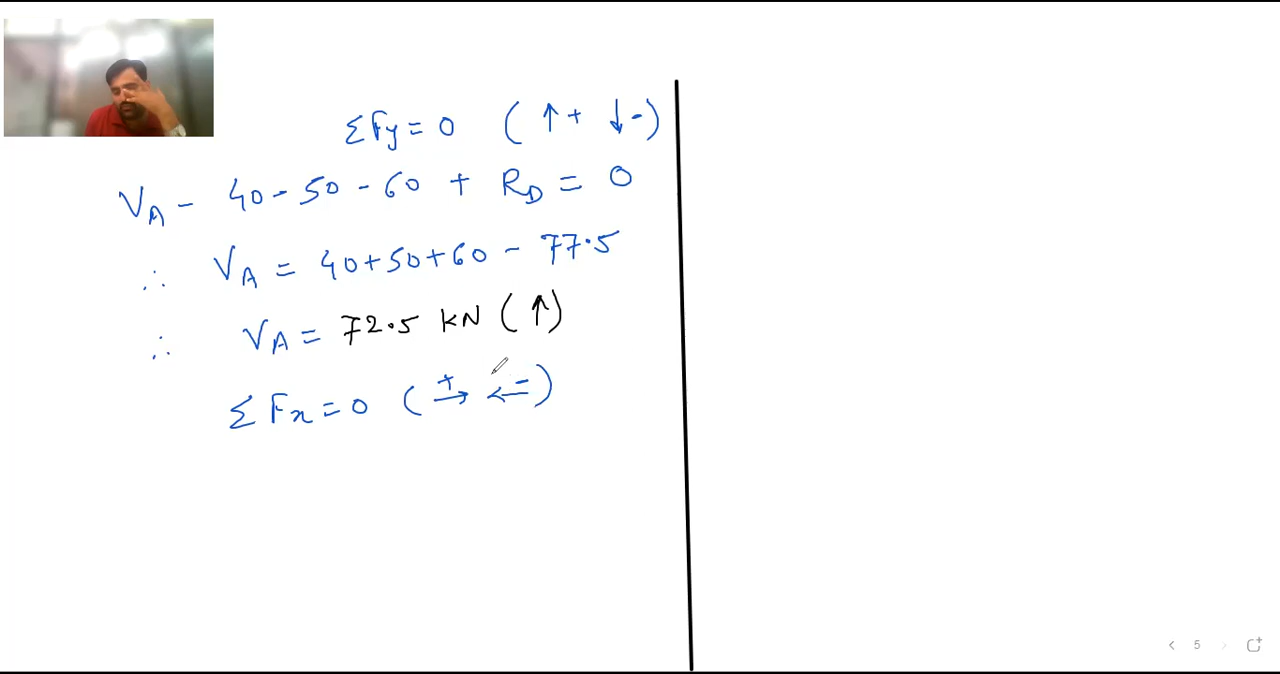 ΣFy = 0 (↑+ ↓-)
VA - 40 - 50 - 60 + RD = 0
∴ VA = 40+50+60 - 77.5
∴ VA = 72.5 kN (↑)
ΣFx = 0 (+→ ←-)
< 5 >